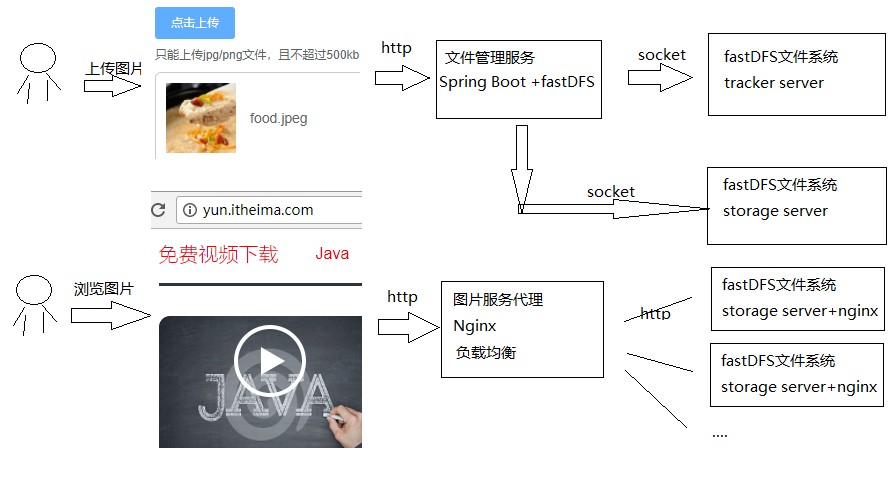 点击上传
只能上传jpg/png文件，且不超过500kb
上传图片
food.jpeg
http
文件管理服务
Spring Boot +fastDFS
socket
fastDFS文件系统
tracker server
socket
fastDFS文件系统
storage server
yun.itheima.com
免费视频下载
Java
浏览图片
JAVA
http
图片服务代理
Nginx
负载均衡
http
fastDFS文件系统
storage server+nginx
fastDFS文件系统
storage server+nginx
....